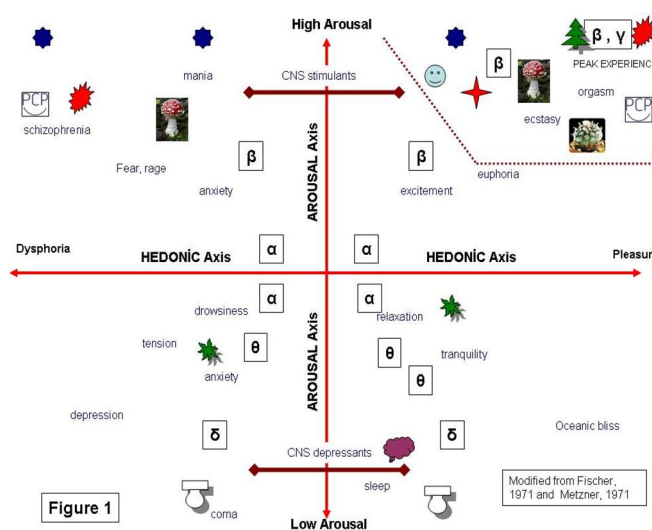 High Arousal
β , γ
PEAK EXPERIENC
mania
CNS stimulants
β
orgasm
PCP
PCP
ecstasy
schizophrenia
Fear, rage
β
β
anxiety
excitement
euphoria
AROUSAL Axis
α
α
Dysphoria
HEDONİC Axis
HEDONİC Axis
Pleasur
α
α
drowsiness
relaxation
tension
θ
θ
tranquility
anxiety
θ
AROUSAL Axis
depression
δ
δ
Oceanic bliss
CNS depressants
sleep
Modified from Fischer,
1971 and Metzner, 1971
Figure 1
coma
Low Arousal